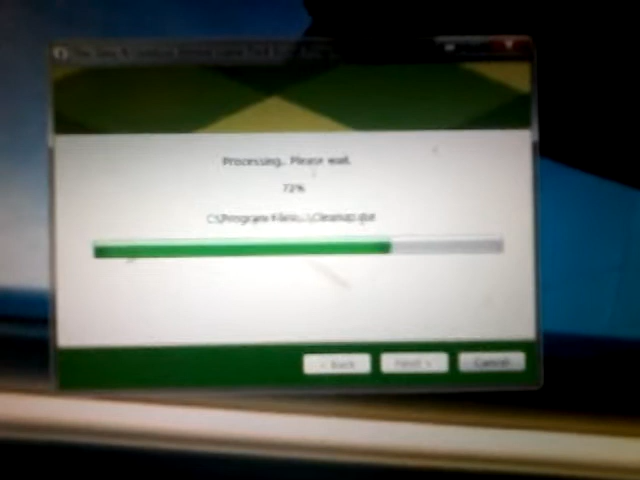 Processing. Please wait.
72%
C:\Program Files\...\Cleanup.dat
< Back
Next >
Cancel